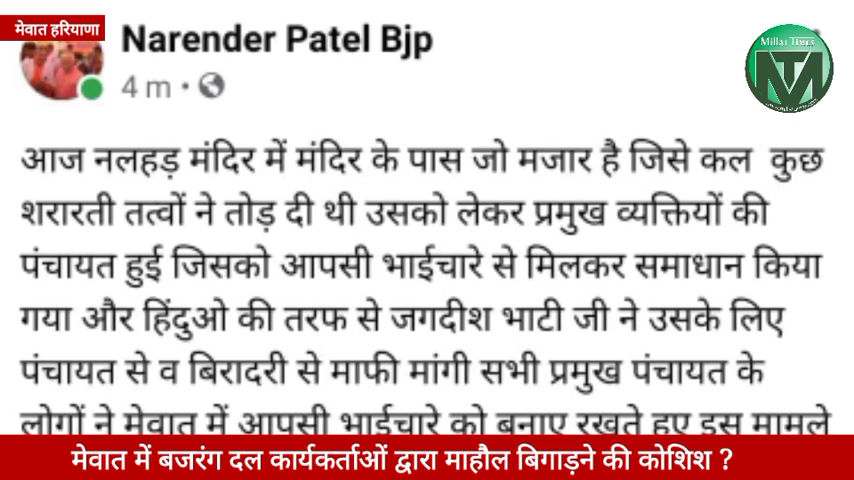 मेवात हरियाणा
Narender Patel Bjp
4 m
Millat Times
TM
आज नलहड़ मंदिर में मंदिर के पास जो मजार है जिसे कल कुछ
शरारती तत्वों ने तोड़ दी थी उसको लेकर प्रमुख व्यक्तियों की
पंचायत हुई जिसको आपसी भाईचारे से मिलकर समाधान किया
गया और हिंदुओ की तरफ से जगदीश भाटी जी ने उसके लिए
पंचायत से व बिरादरी से माफी मांगी सभी प्रमुख पंचायत के
लोगों ने मेवात में आपसी भाईचारे को बनाए रखते हुए इस मामले
मेवात में बजरंग दल कार्यकर्ताओं द्वारा माहौल बिगाड़ने की कोशिश ?